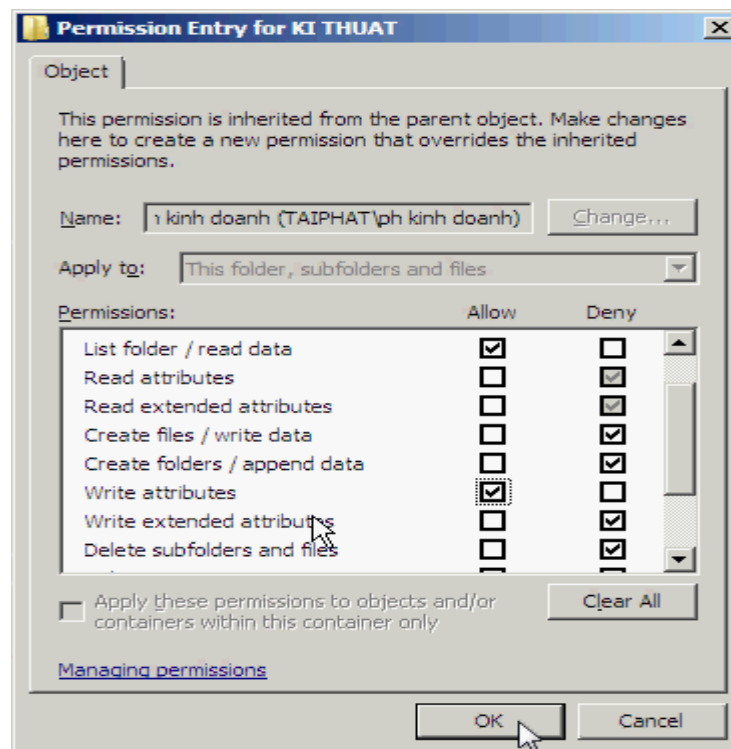 Permission Entry for KI THUAT
Object
This permission is inherited from the parent object. Make changes
here to create a new permission that overrides the inherited
permissions.
Name: kinh doanh (TAIPHAT\ph kinh doanh) Change...
Apply to: This folder, subfolders and files
Permissions: Allow Deny
List folder / read data
Read attributes
Read extended attributes
Create files / write data
Create folders / append data
Write attributes
Write extended attributes
Delete subfolders and files
Apply these permissions to objects and/or
containers within this container only
Clear All
Managing permissions
OK Cancel